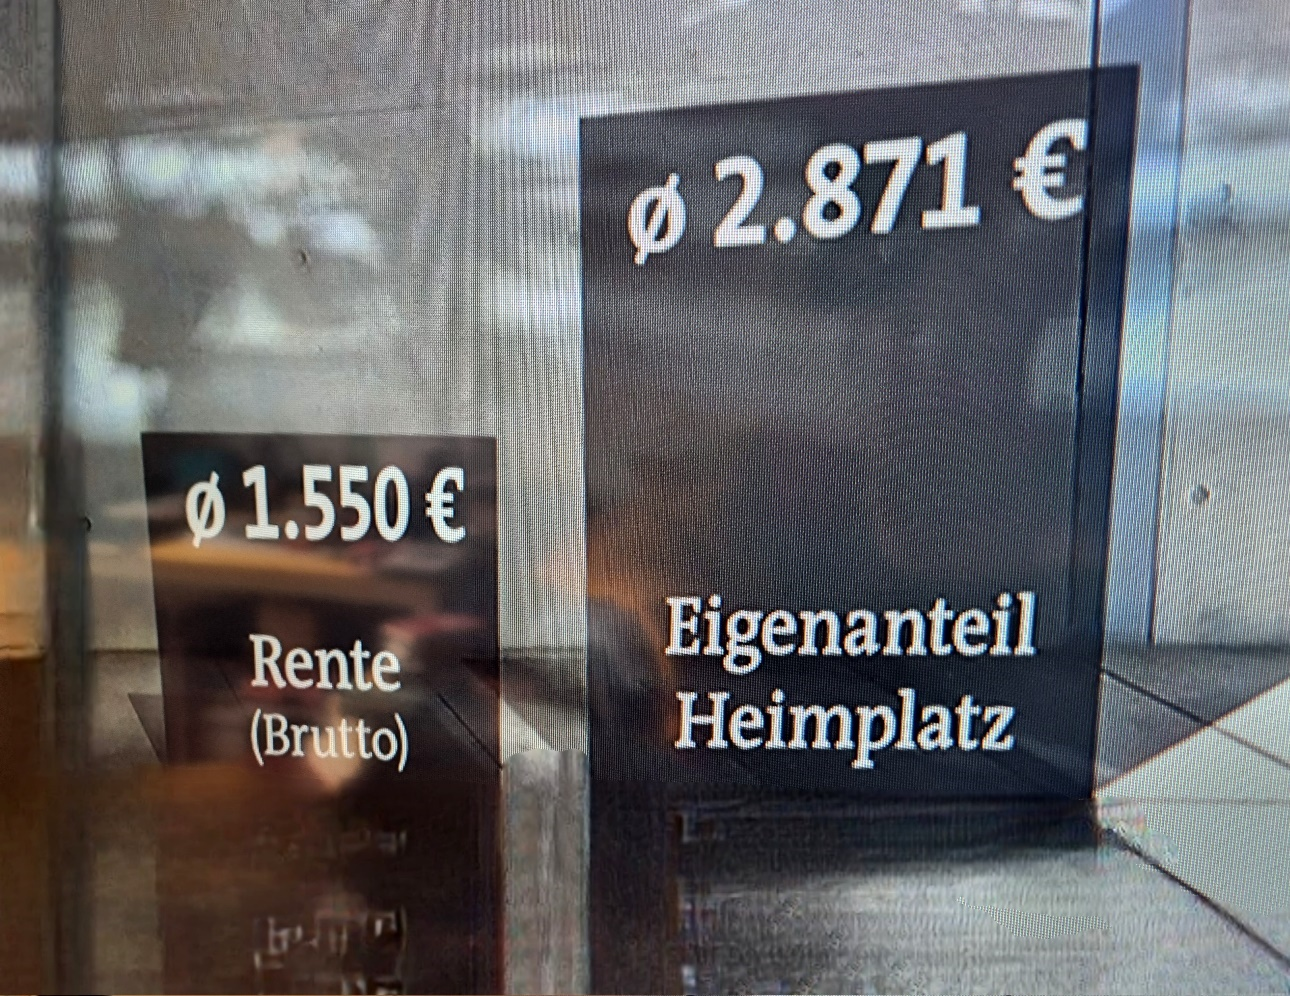 ø 1.550 €
Rente
(Brutto)
ø 2.871 €
Eigenanteil
Heimplatz